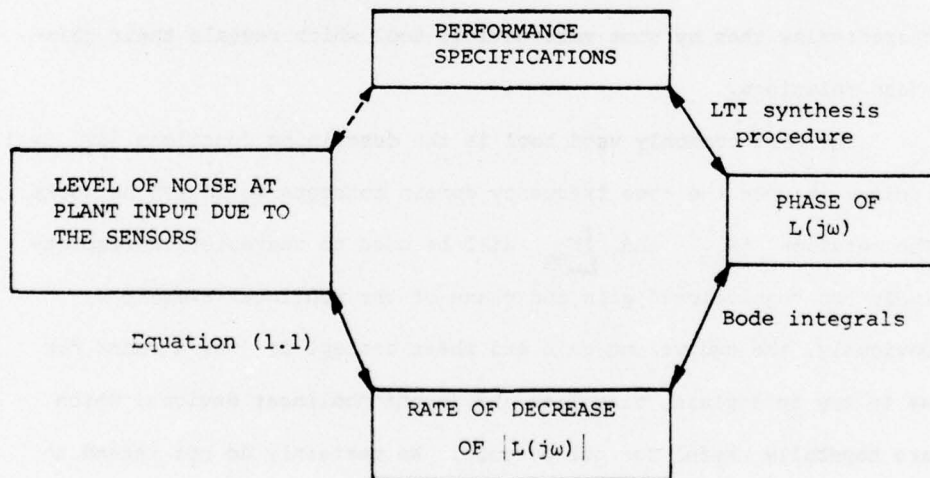 PERFORMANCE
SPECIFICATIONS
LTI synthesis
procedure
LEVEL OF NOISE AT
PLANT INPUT DUE TO
THE SENSORS
PHASE OF
L(jω)
Equation (1.1)
Bode integrals
RATE OF DECREASE
OF |L(jω)|